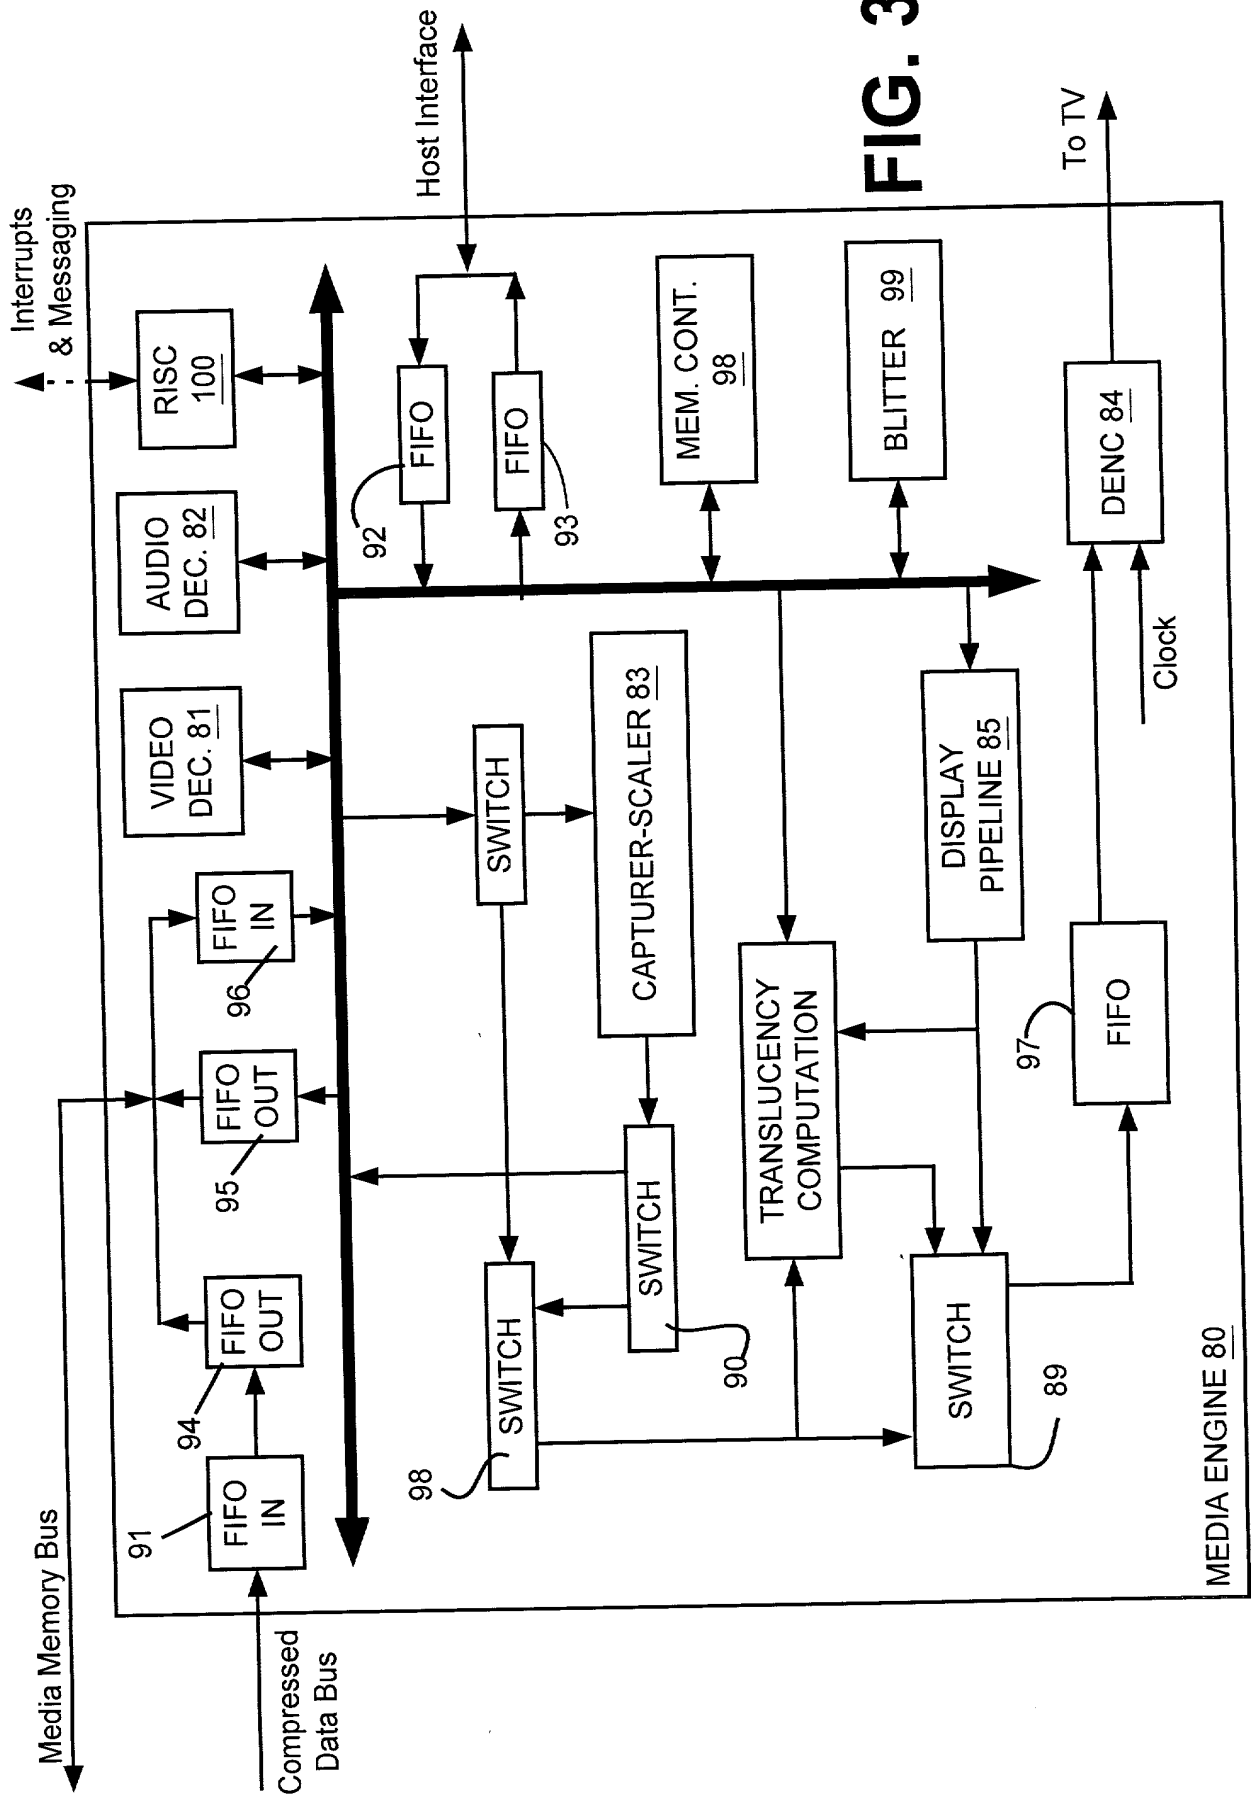 Media Memory Bus
Interrupts
& Messaging
Compressed
Data Bus
Host Interface
91
FIFO
IN
94
FIFO
OUT
95
FIFO
OUT
96
FIFO
IN
VIDEO
DEC. 81
AUDIO
DEC. 82
RISC
100
92
FIFO
FIFO
93
98
SWITCH
SWITCH
SWITCH
90
CAPTURER-SCALER 83
MEM. CONT.
98
BLITTER 99
TRANSLUCENCY
COMPUTATION
DISPLAY
PIPELINE 85
SWITCH
89
97
FIFO
DENC 84
Clock
To TV
MEDIA ENGINE 80
FIG. 3